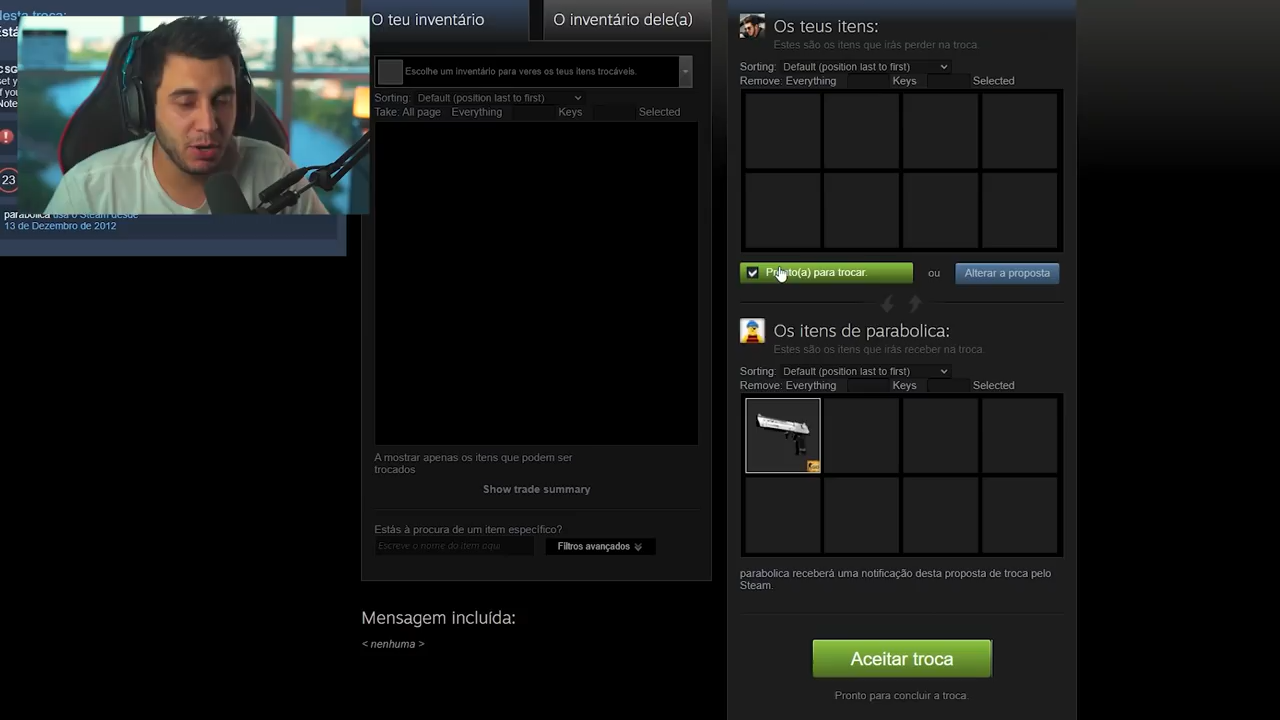 desta troca:
Está
csg
set y
of y
Note
23
parabolica usa o Steam desde
13 de Dezembro de 2012
O teu inventário
O inventário dele(a)
Escolhe um inventário para veres os teus itens trocáveis.
Sorting: Default (position last to first)
Take: All page Everything Keys Selected
A mostrar apenas os itens que podem ser
trocados
Show trade summary
Estás à procura de um item específico?
Escreve o nome do item aqui
Filtros avançados
Mensagem incluída:
< nenhuma >
Os teus itens:
Estes são os itens que irás perder na troca.
Sorting: Default (position last to first)
Remove: Everything Keys Selected
Pronto(a) para trocar.
ou
Alterar a proposta
Os itens de parabolica:
Estes são os itens que irás receber na troca.
Sorting: Default (position last to first)
Remove: Everything Keys Selected
parabolica receberá uma notificação desta proposta de troca pelo
Steam.
Aceitar troca
Pronto para concluir a troca.